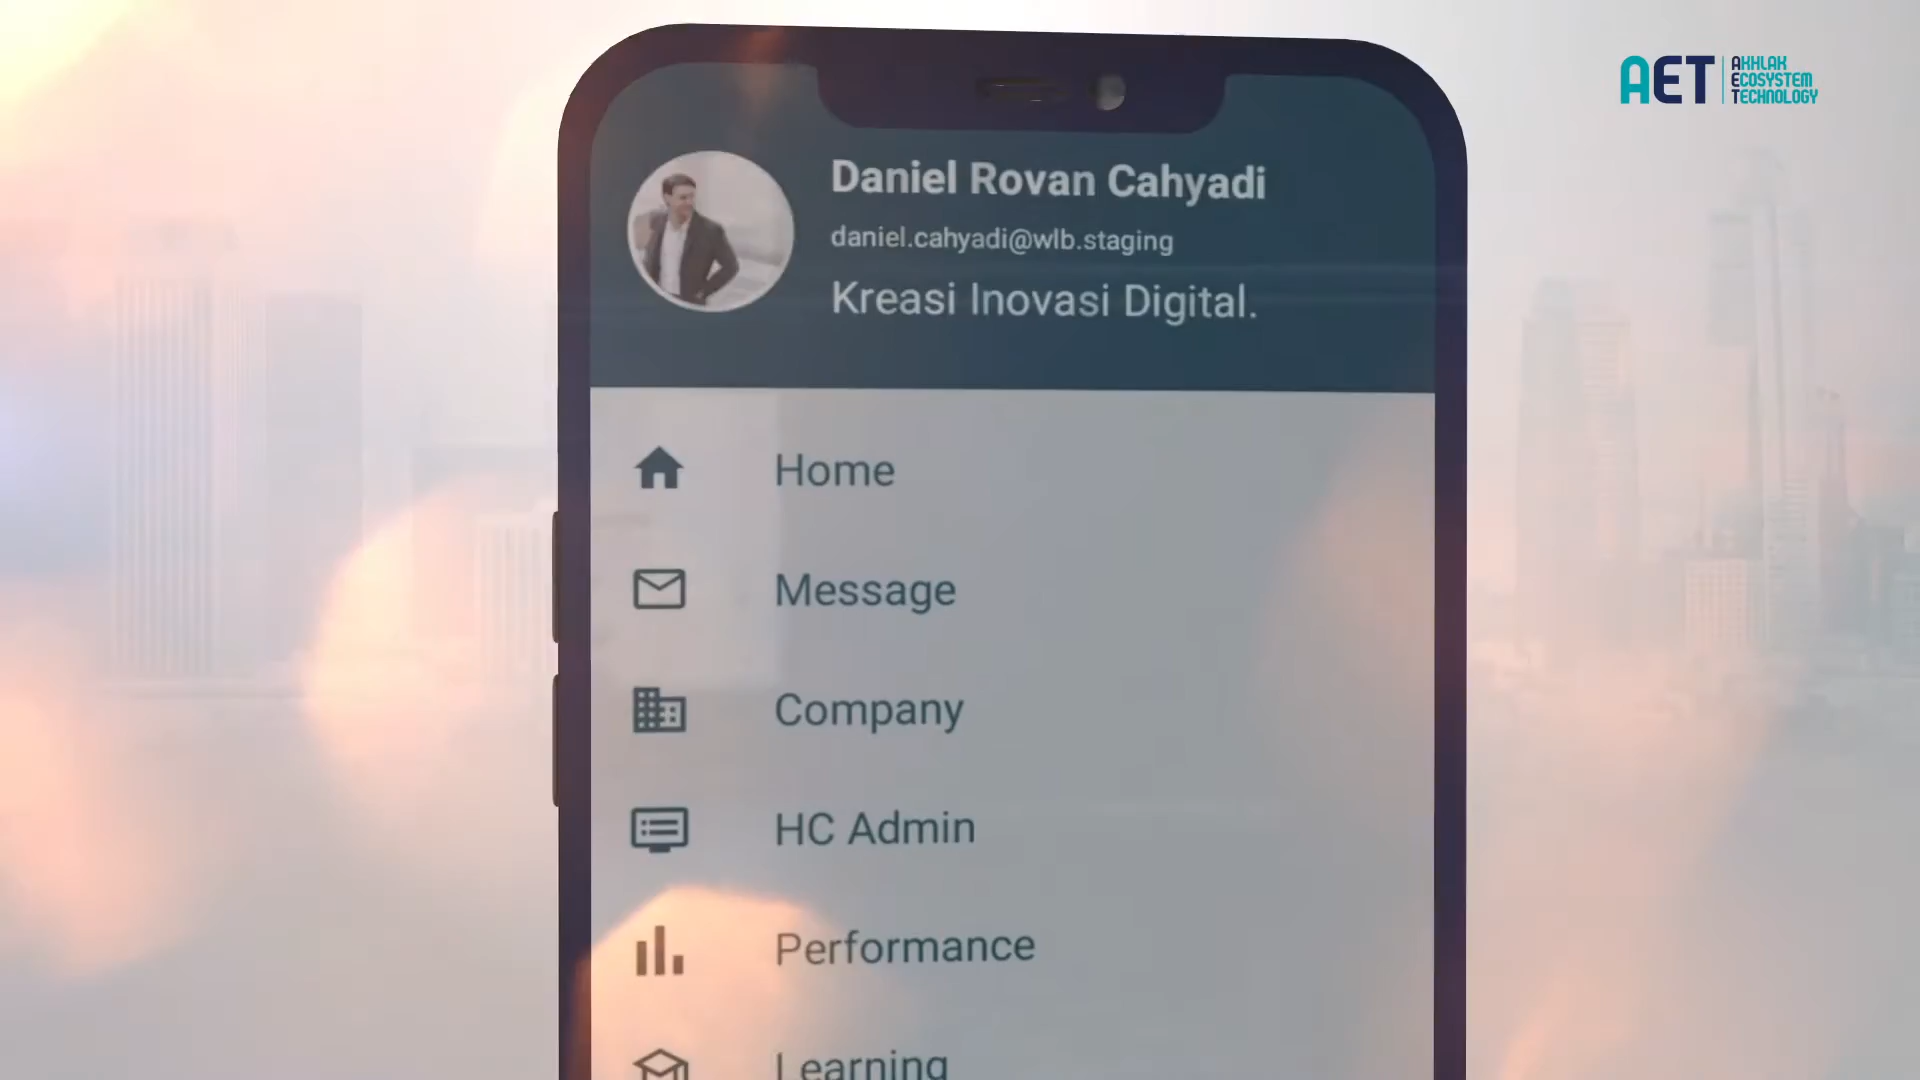 AET
AKHLAK
ECOSYSTEM
TECHNOLOGY
Daniel Rovan Cahyadi
daniel.cahyadi@wlb.staging
Kreasi Inovasi Digital.
Home
Message
Company
HC Admin
Performance
Learning